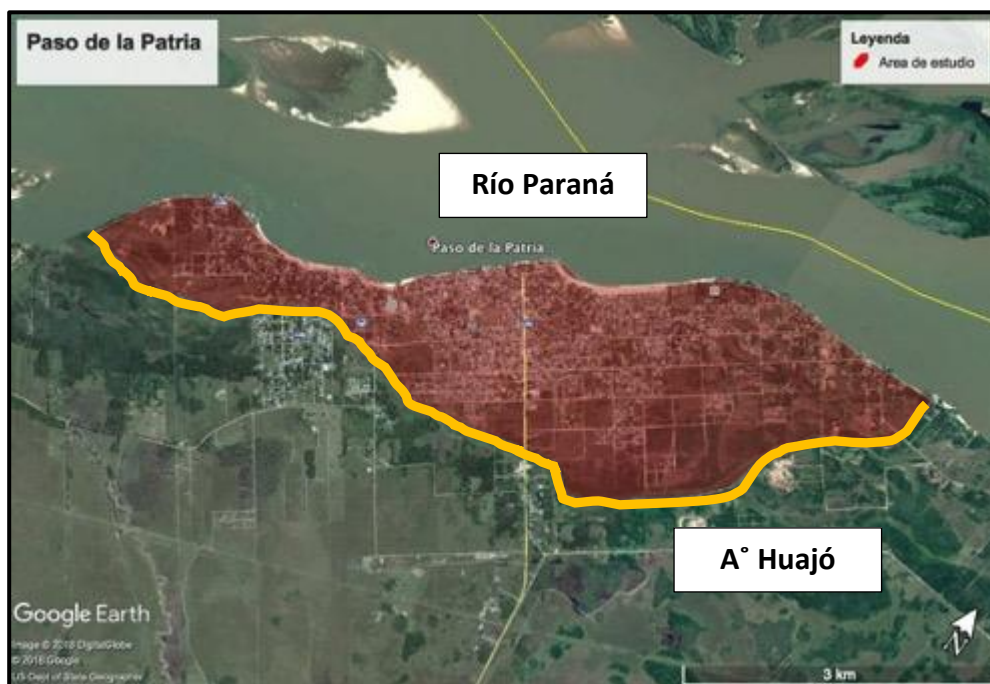 Paso de la Patria
Leyenda
Area de estudio
Río Paraná
Paso de la Patria
A° Huajó
Google Earth
Image © 2018 DigitalGlobe
© 2018 Google
US Dept of State Geographer
N
3 km